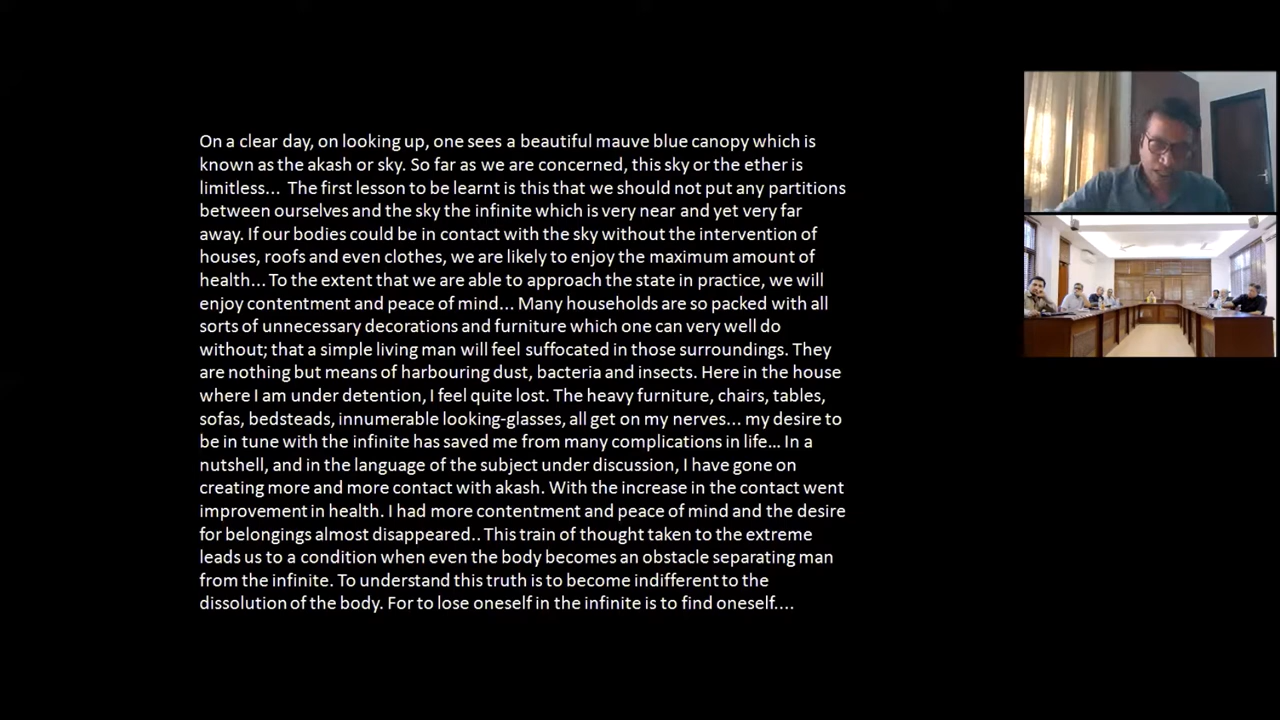 On a clear day, on looking up, one sees a beautiful mauve blue canopy which is
known as the akash or sky. So far as we are concerned, this sky or the ether is
limitless...  The first lesson to be learnt is this that we should not put any partitions
between ourselves and the sky the infinite which is very near and yet very far
away. If our bodies could be in contact with the sky without the intervention of
houses, roofs and even clothes, we are likely to enjoy the maximum amount of
health... To the extent that we are able to approach the state in practice, we will
enjoy contentment and peace of mind... Many households are so packed with all
sorts of unnecessary decorations and furniture which one can very well do
without; that a simple living man will feel suffocated in those surroundings. They
are nothing but means of harbouring dust, bacteria and insects. Here in the house
where I am under detention, I feel quite lost. The heavy furniture, chairs, tables,
sofas, bedsteads, innumerable looking-glasses, all get on my nerves... my desire to
be in tune with the infinite has saved me from many complications in life... In a
nutshell, and in the language of the subject under discussion, I have gone on
creating more and more contact with akash. With the increase in the contact went
improvement in health. I had more contentment and peace of mind and the desire
for belongings almost disappeared.. This train of thought taken to the extreme
leads us to a condition when even the body becomes an obstacle separating man
from the infinite. To understand this truth is to become indifferent to the
dissolution of the body. For to lose oneself in the infinite is to find oneself....